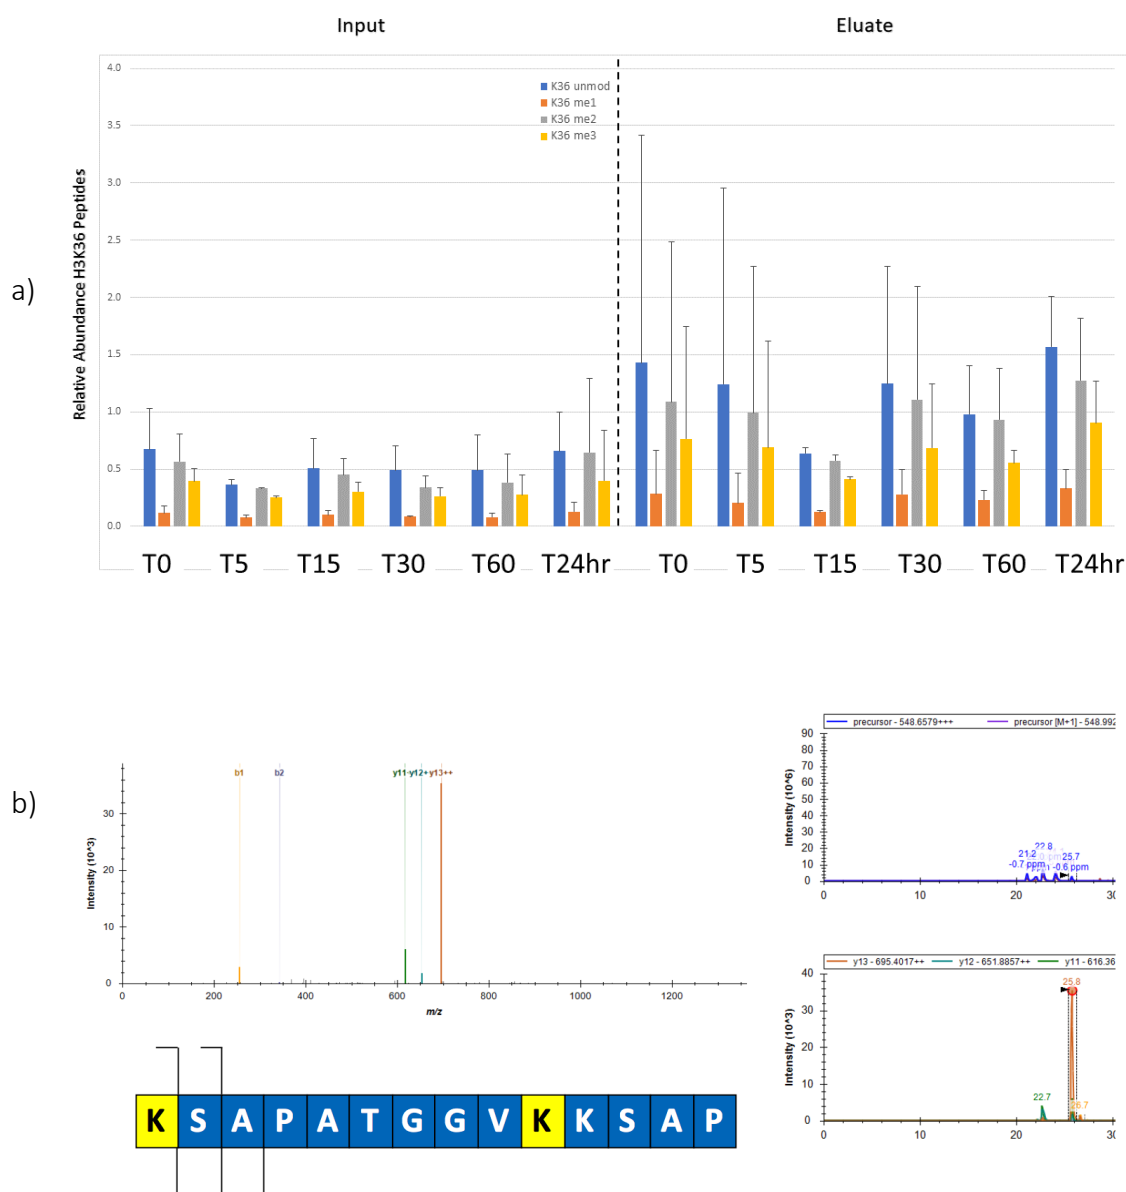 Input
Eluate
a)
Relative Abundance H3K36 Peptides
4.0
3.5
3.0
2.5
2.0
1.5
1.0
0.5
0.0
K36 unmod
K36 me1
K36 me2
K36 me3
T0 T5 T15 T30 T60 T24hr T0 T5 T15 T30 T60 T24hr
b)
Intensity (10^3)
30
20
10
0
b1 b2 y11 y12+ y13++
0 200 400 600 800 1000 1200
m/z
K S A P A T G G V K K S A P
precursor - 548.6579+++ precursor [M+1] - 548.992
Intensity (10^6)
90
80
70
60
50
40
30
20
10
0
22.8
21.2
25.7
-0.7 ppm
-0.6 ppm
0 10 20 30
y13 - 695.4017++ y12 - 651.8857++ y11 - 616.36
Intensity (10^3)
40
30
20
10
0
25.8
22.7
26.7
0 10 20 30